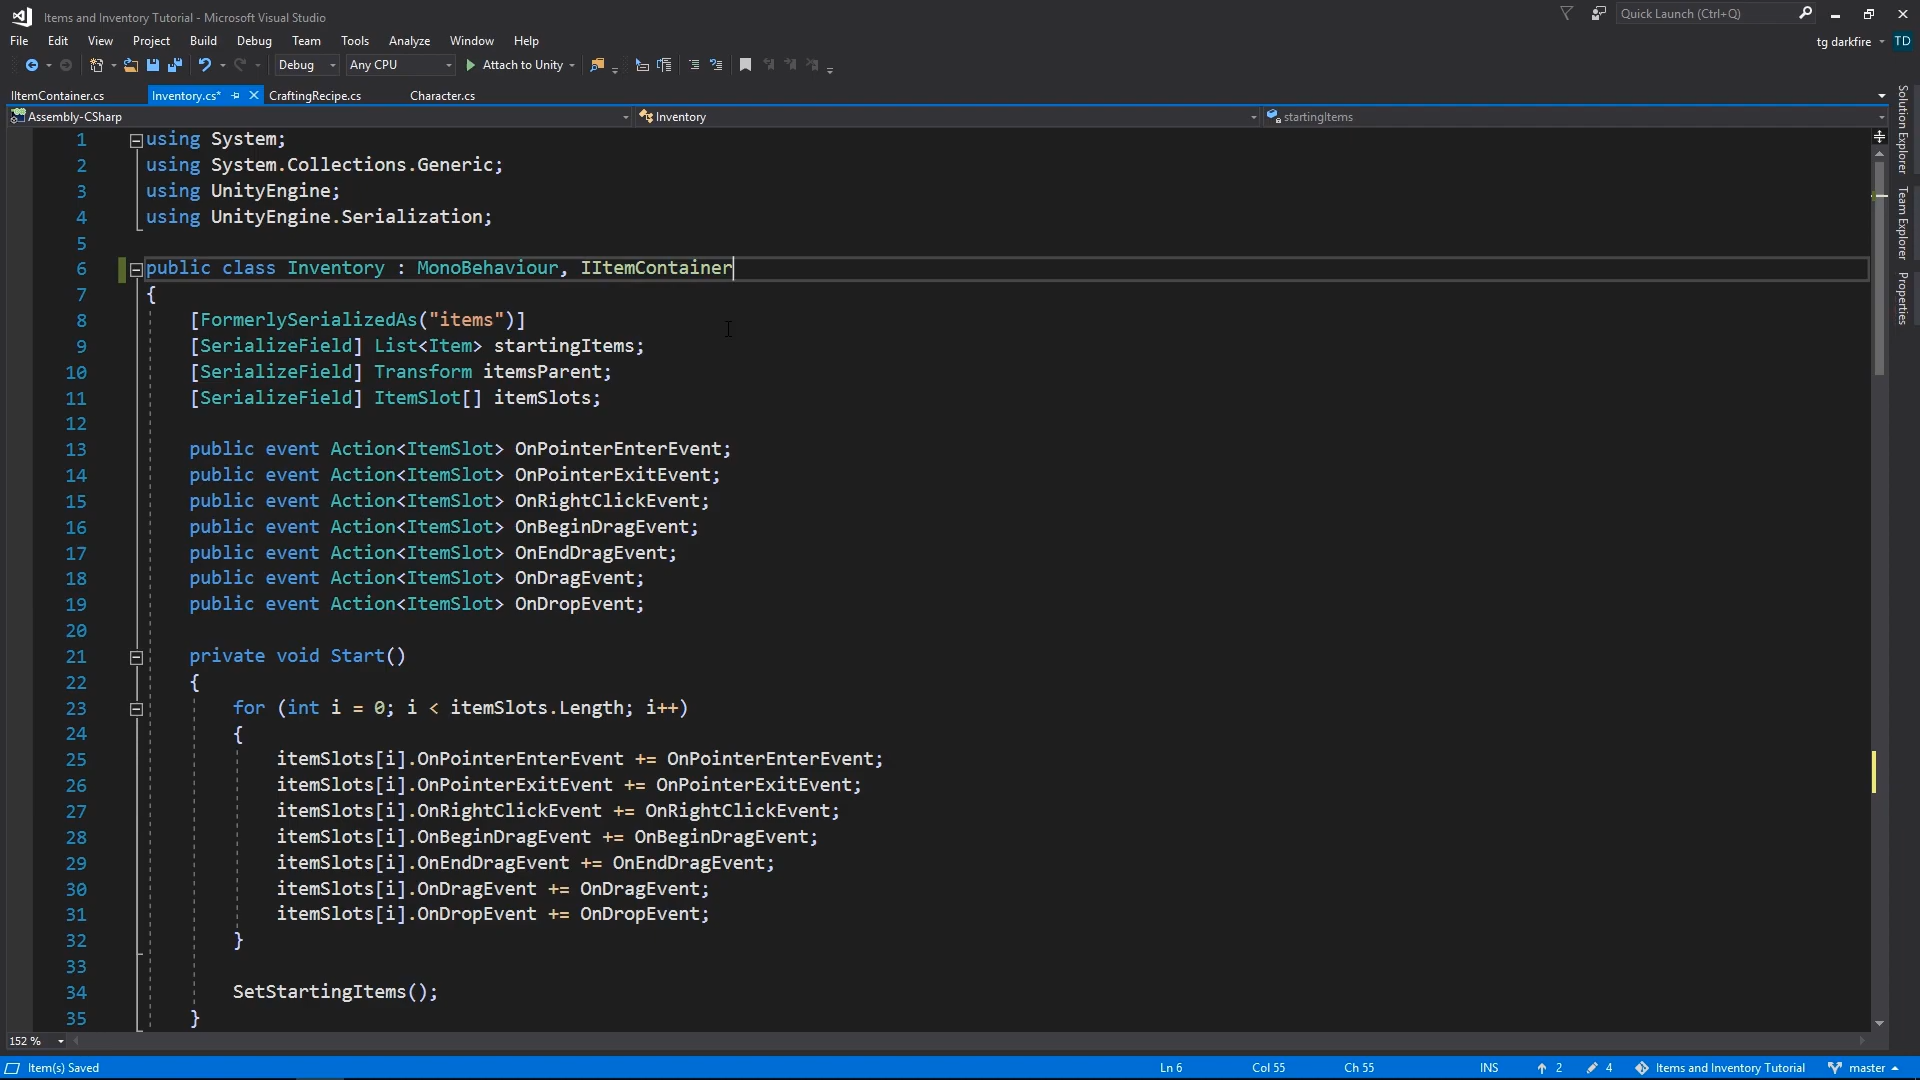 Items and Inventory Tutorial - Microsoft Visual Studio
Quick Launch (Ctrl+Q)
File Edit View Project Build Debug Team Tools Analyze Window Help
tg darkfire TD
Debug Any CPU Attach to Unity
IItemContainer.cs Inventory.cs* CraftingRecipe.cs Character.cs
Assembly-CSharp Inventory startingItems
1 using System;
2 using System.Collections.Generic;
3 using UnityEngine;
4 using UnityEngine.Serialization;
5
6 public class Inventory : MonoBehaviour, IItemContainer
7 {
8 [FormerlySerializedAs("items")]
9 [SerializeField] List<Item> startingItems;
10 [SerializeField] Transform itemsParent;
11 [SerializeField] ItemSlot[] itemSlots;
12
13 public event Action<ItemSlot> OnPointerEnterEvent;
14 public event Action<ItemSlot> OnPointerExitEvent;
15 public event Action<ItemSlot> OnRightClickEvent;
16 public event Action<ItemSlot> OnBeginDragEvent;
17 public event Action<ItemSlot> OnEndDragEvent;
18 public event Action<ItemSlot> OnDragEvent;
19 public event Action<ItemSlot> OnDropEvent;
20
21 private void Start()
22 {
23 for (int i = 0; i < itemSlots.Length; i++)
24 {
25 itemSlots[i].OnPointerEnterEvent += OnPointerEnterEvent;
26 itemSlots[i].OnPointerExitEvent += OnPointerExitEvent;
27 itemSlots[i].OnRightClickEvent += OnRightClickEvent;
28 itemSlots[i].OnBeginDragEvent += OnBeginDragEvent;
29 itemSlots[i].OnEndDragEvent += OnEndDragEvent;
30 itemSlots[i].OnDragEvent += OnDragEvent;
31 itemSlots[i].OnDropEvent += OnDropEvent;
32 }
33
34 SetStartingItems();
35 }
Solution Explorer
Team Explorer
Properties
152 %
Item(s) Saved Ln 6 Col 55 Ch 55 INS 2 4 Items and Inventory Tutorial master